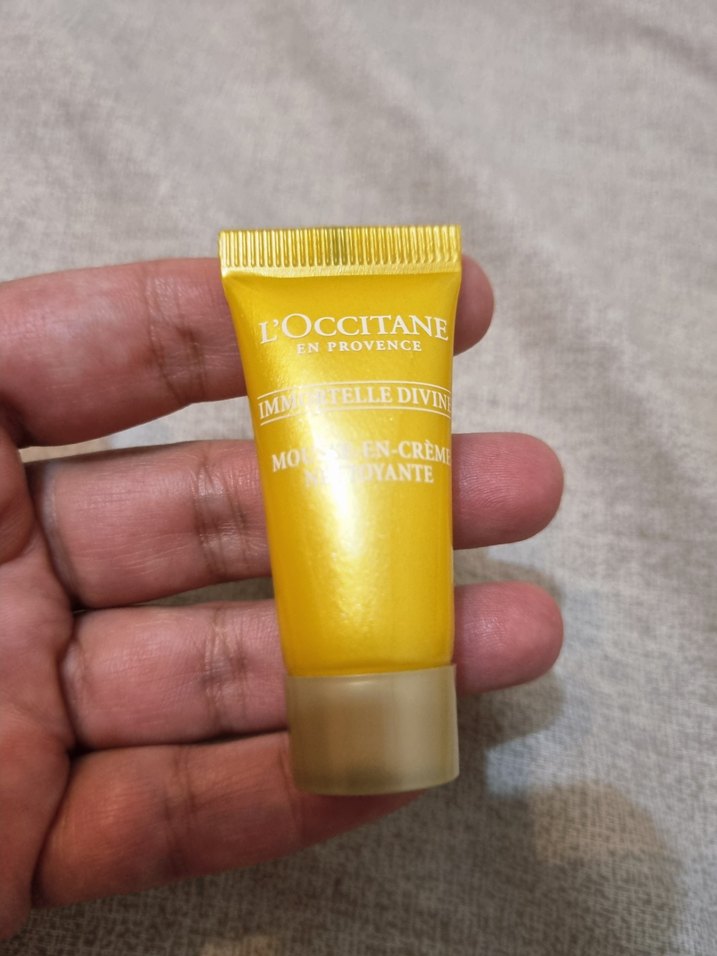 L'OCCITANE
EN PROVENCE
IMMORTELLE DIVINE
MOUSSE-EN-CRÈME
NETTOYANTE